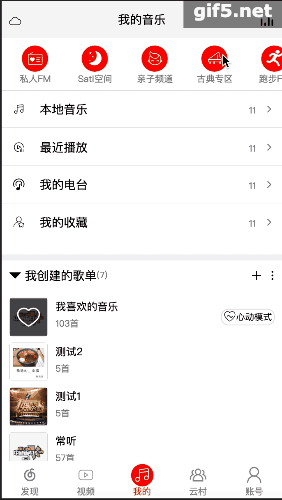 gif5.net
我的音乐
私人FM
Sati空间
亲子频道
古典专区
跑步F
本地音乐 11
最近播放 11
我的电台 11
我的收藏 11
我创建的歌单(7)
我喜欢的音乐
103首
心动模式
测试2
5首
测试1
5首
常听
57首
发现
视频
我的
云村
账号